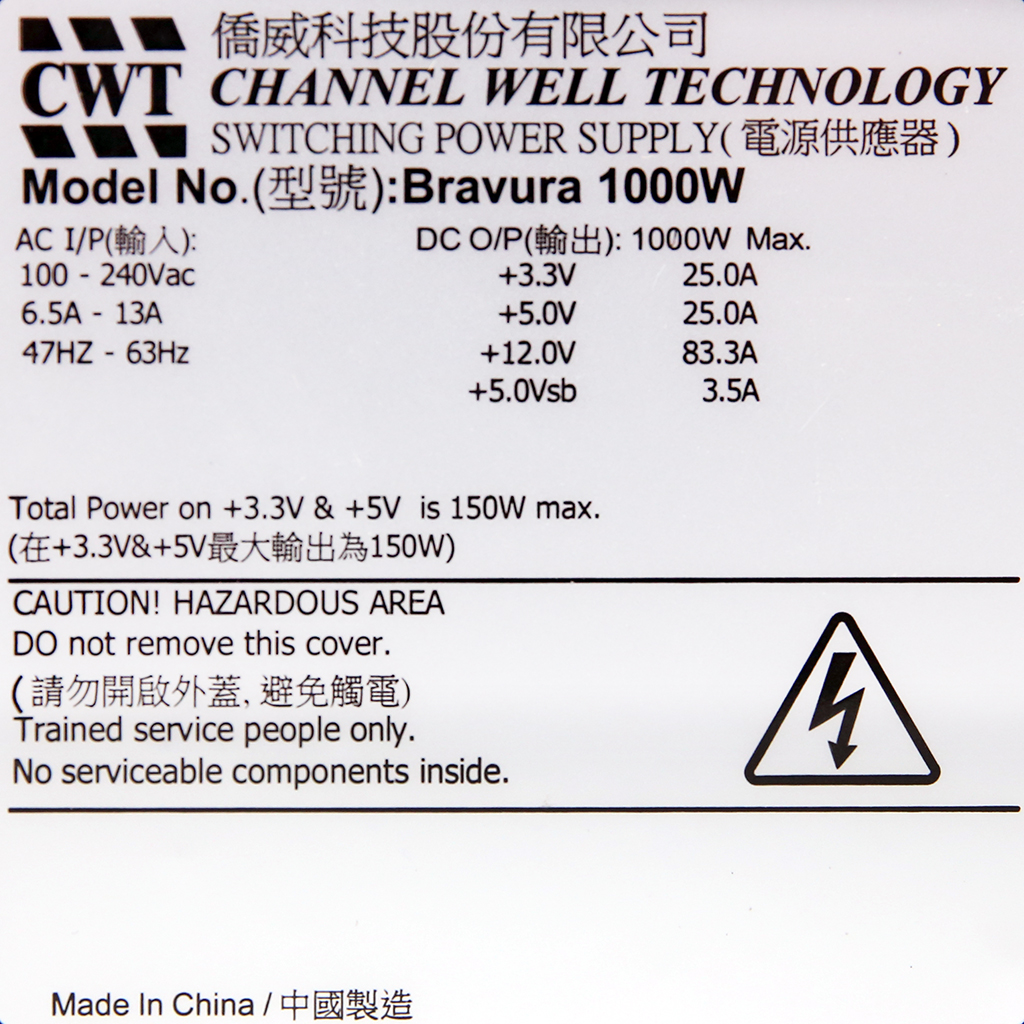 CWT
僑威科技股份有限公司
CHANNEL WELL TECHNOLOGY
SWITCHING POWER SUPPLY(電源供應器)
Model No.(型號):Bravura 1000W
AC I/P(輸入): DC O/P(輸出): 1000W Max.
100 - 240Vac +3.3V 25.0A
6.5A - 13A +5.0V 25.0A
47HZ - 63Hz +12.0V 83.3A
+5.0Vsb 3.5A
Total Power on +3.3V & +5V is 150W max.
(在+3.3V&+5V最大輸出為150W)
CAUTION! HAZARDOUS AREA
DO not remove this cover.
(請勿開啟外蓋, 避免觸電)
Trained service people only.
No serviceable components inside.
Made In China / 中國製造